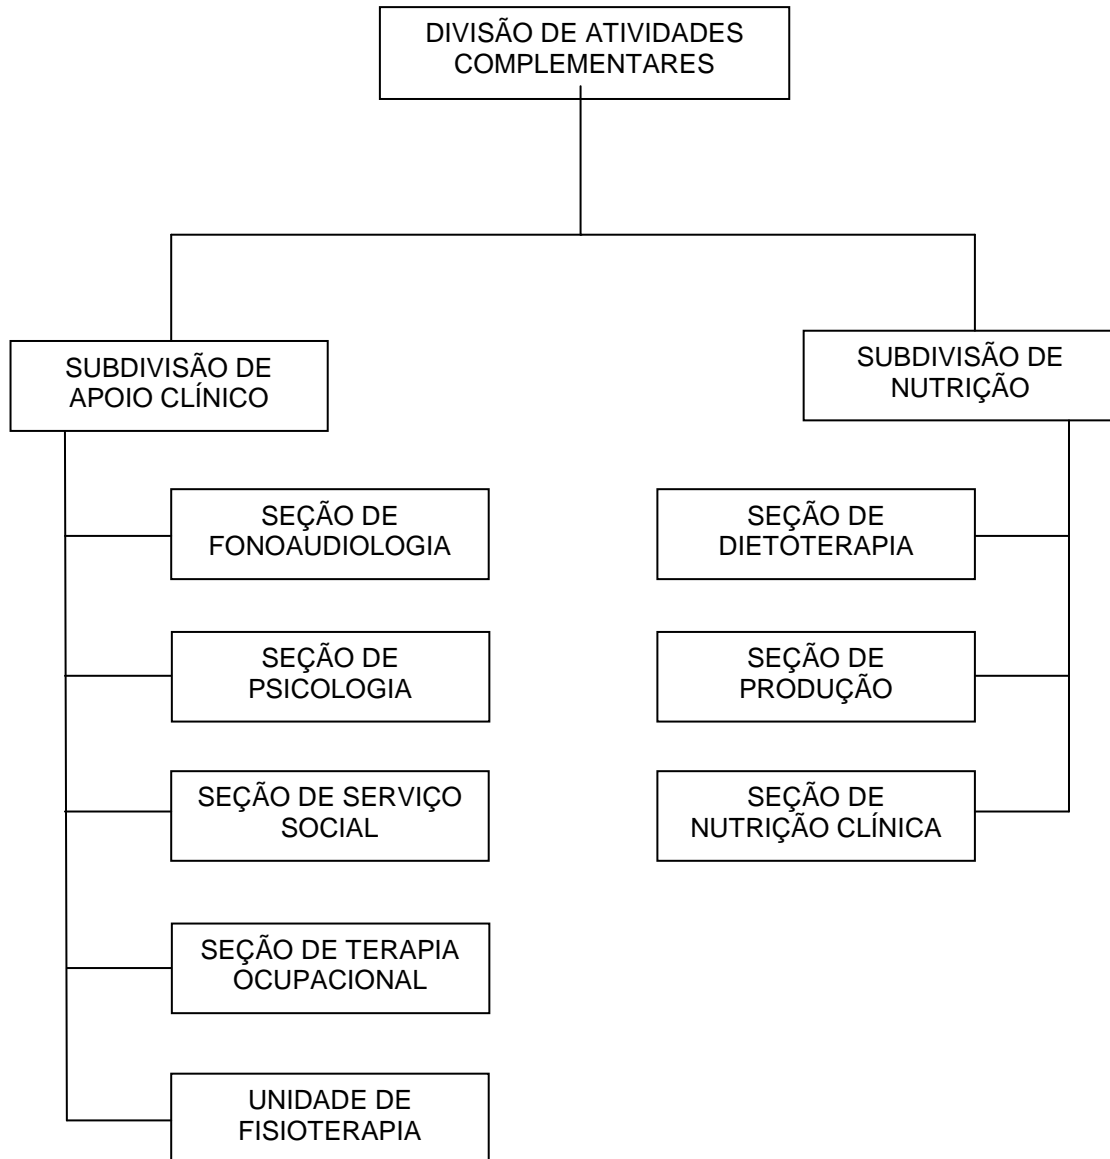 DIVISÃO DE ATIVIDADES
COMPLEMENTARES
SUBDIVISÃO DE
APOIO CLÍNICO
SUBDIVISÃO DE
NUTRIÇÃO
SEÇÃO DE
FONOAUDIOLOGIA
SEÇÃO DE
DIETOTERAPIA
SEÇÃO DE
PSICOLOGIA
SEÇÃO DE
PRODUÇÃO
SEÇÃO DE SERVIÇO
SOCIAL
SEÇÃO DE
NUTRIÇÃO CLÍNICA
SEÇÃO DE TERAPIA
OCUPACIONAL
UNIDADE DE
FISIOTERAPIA